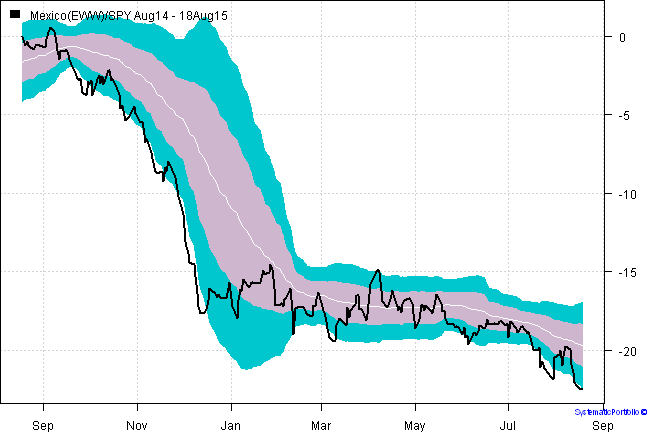 Mexico(EWW)/SPY Aug14 - 18Aug15
0
-5
-10
-15
-20
Sep Nov Jan Mar May Jul Sep
SystematicPortfolio ©